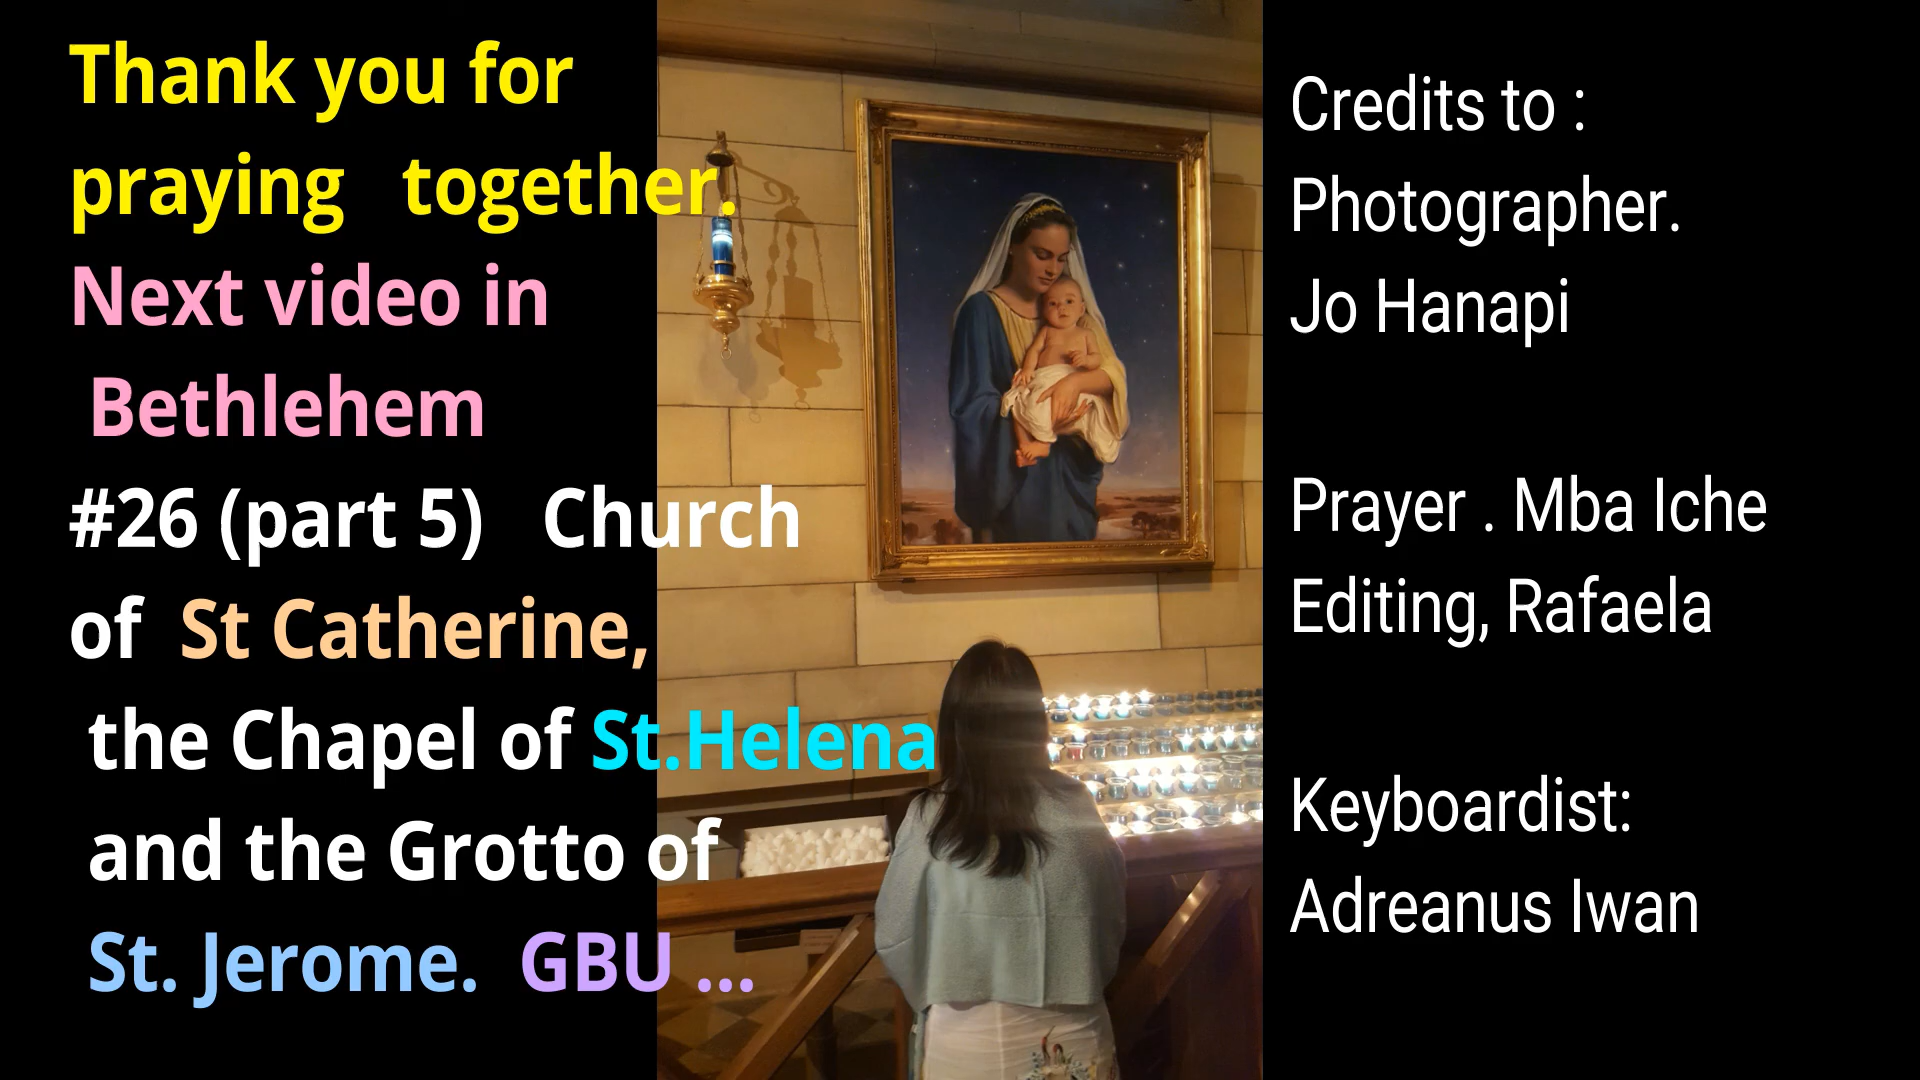 Thank you for
praying together.
Next video in
Bethlehem
#26 (part 5) Church
of St Catherine,
the Chapel of St.Helena
and the Grotto of
St. Jerome. GBU ...
Credits to :
Photographer.
Jo Hanapi
Prayer . Mba Iche
Editing, Rafaela
Keyboardist:
Adreanus Iwan